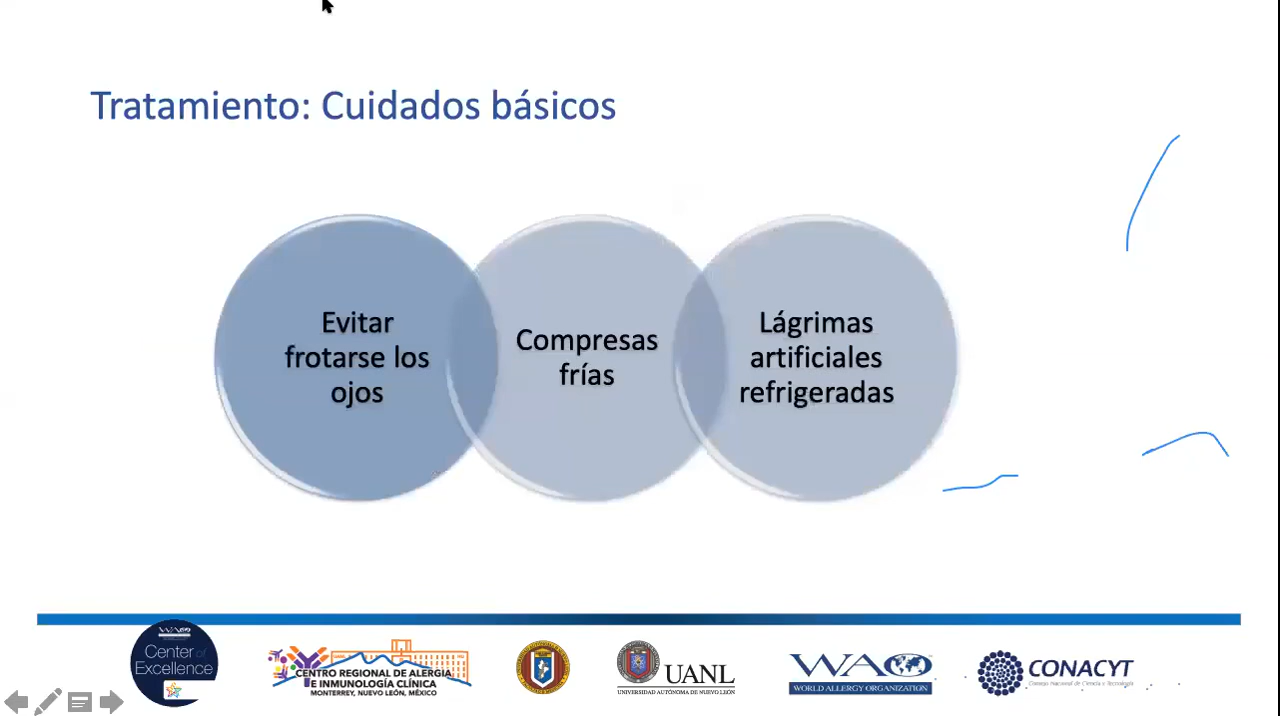 Tratamiento: Cuidados básicos
Evitar
frotarse los
ojos
Compresas
frías
Lágrimas
artificiales
refrigeradas
WAO
Center of
Excellence
CENTRO REGIONAL DE ALERGIA
E INMUNOLOGÍA CLÍNICA
MONTERREY, NUEVO LEÓN, MÉXICO
UANL
UNIVERSIDAD AUTÓNOMA DE NUEVO LEÓN
WAO
WORLD ALLERGY ORGANIZATION
CONACYT
Consejo Nacional de Ciencia y Tecnología